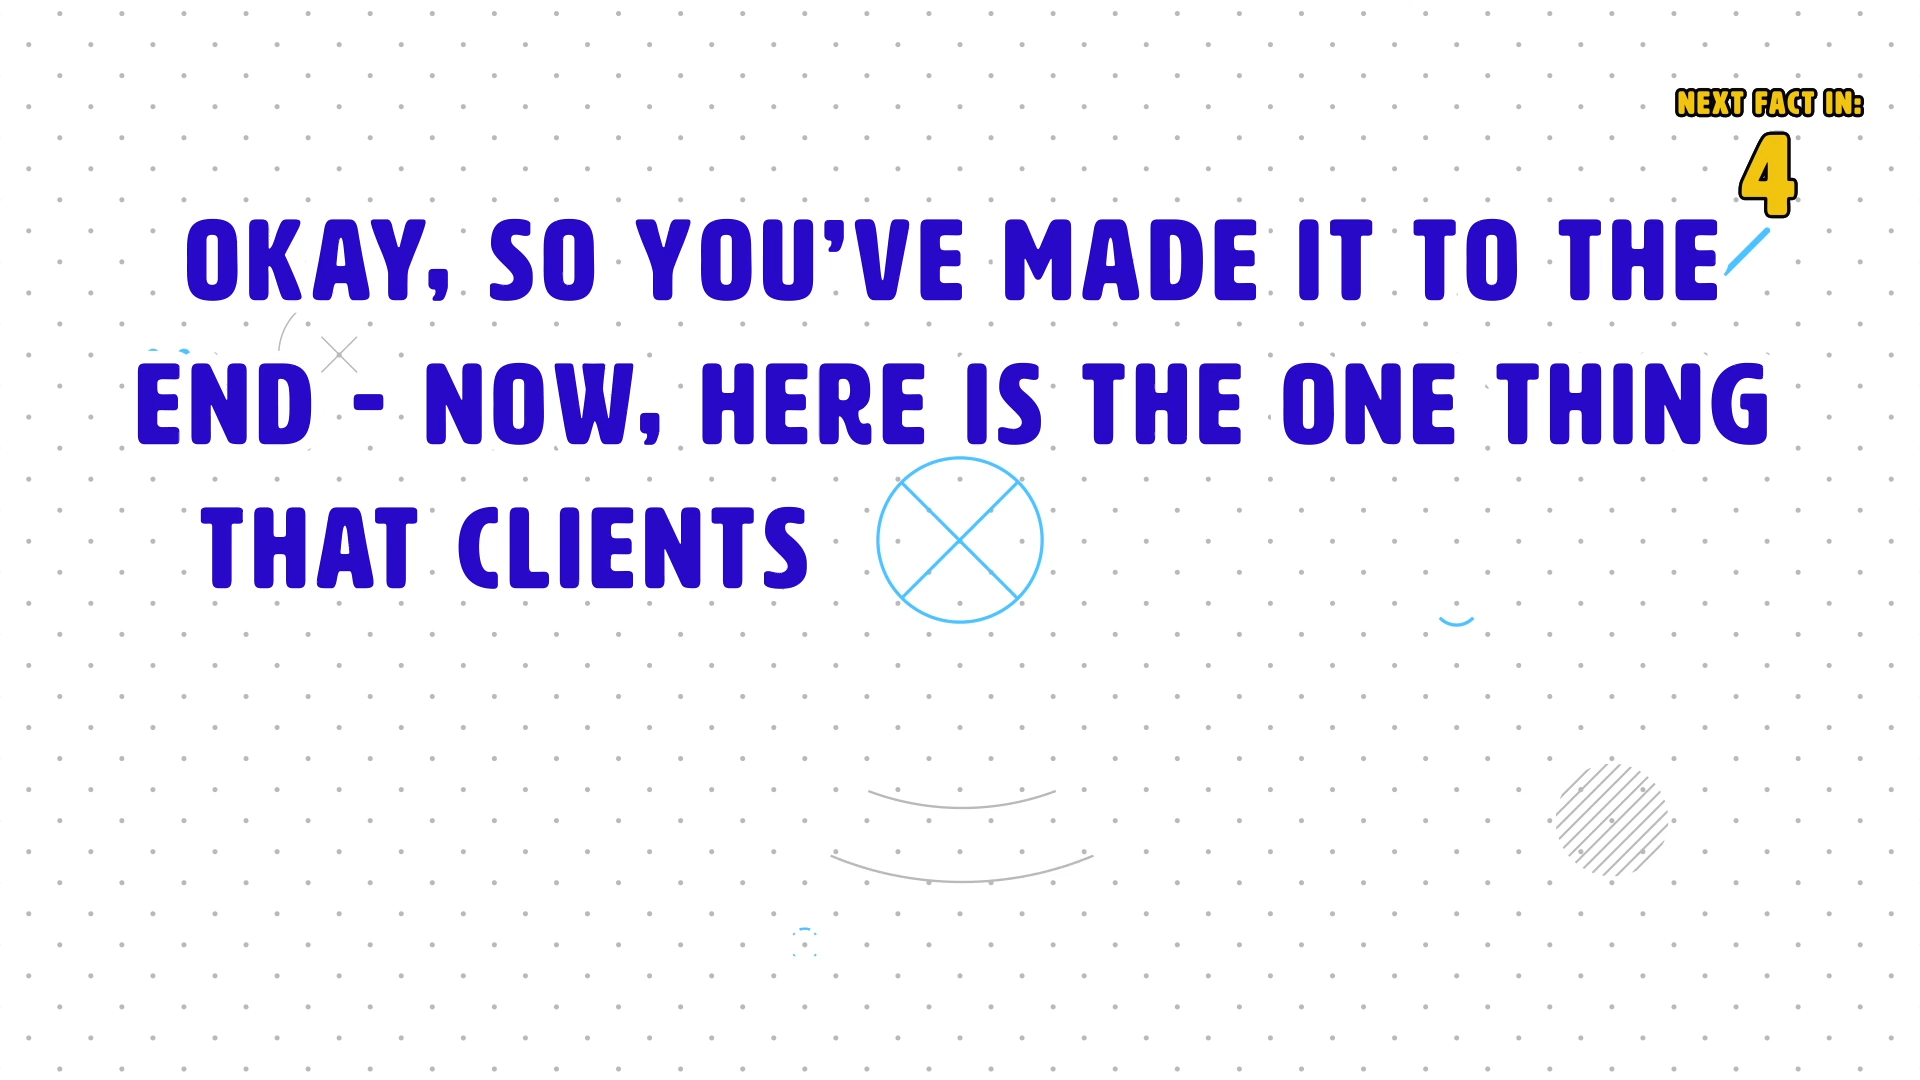 NEXT FACT IN:
4
OKAY, SO YOU’VE MADE IT TO THE
END - NOW, HERE IS THE ONE THING
THAT CLIENTS